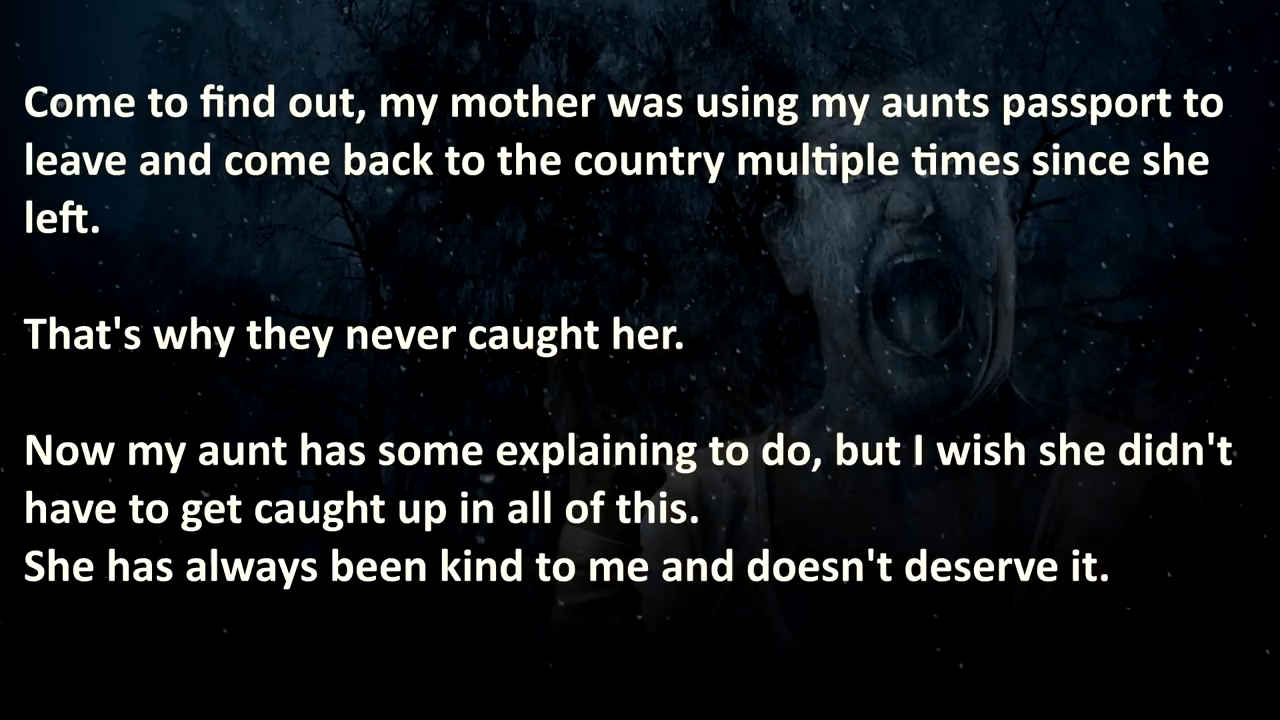 Come to find out, my mother was using my aunts passport to
leave and come back to the country multiple times since she
left.
That's why they never caught her.
Now my aunt has some explaining to do, but I wish she didn't
have to get caught up in all of this.
She has always been kind to me and doesn't deserve it.